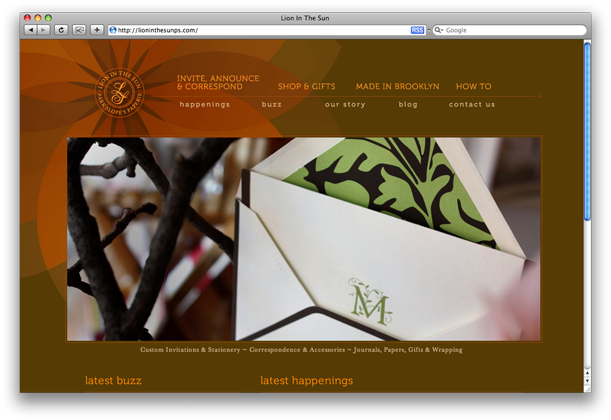 Lion In The Sun
http://lioninthesunps.com/
RSS
Google
LION IN THE SUN
PARK SLOPE'S PAPERIE
INVITE, ANNOUNCE
& CORRESPOND
SHOP & GIFTS
MADE IN BROOKLYN
HOW TO
happenings
buzz
our story
blog
contact us
M
Custom Invitations & Stationery ~ Correspondence & Accessories ~ Journals, Papers, Gifts & Wrapping
latest buzz
latest happenings